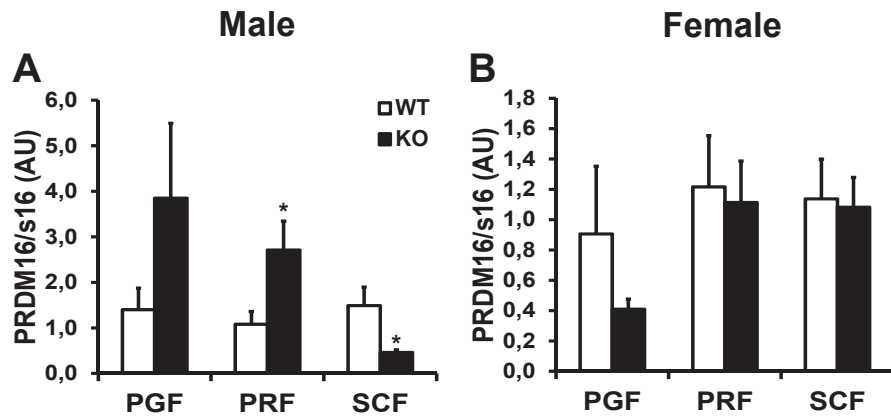 Male
Female
A
B
PRDM16/s16 (AU)
6,0
5,0
4,0
3,0
2,0
1,0
0,0
WT
KO
*
*
PGF PRF SCF
PRDM16/s16 (AU)
1,8
1,6
1,4
1,2
1,0
0,8
0,6
0,4
0,2
0,0
PGF PRF SCF